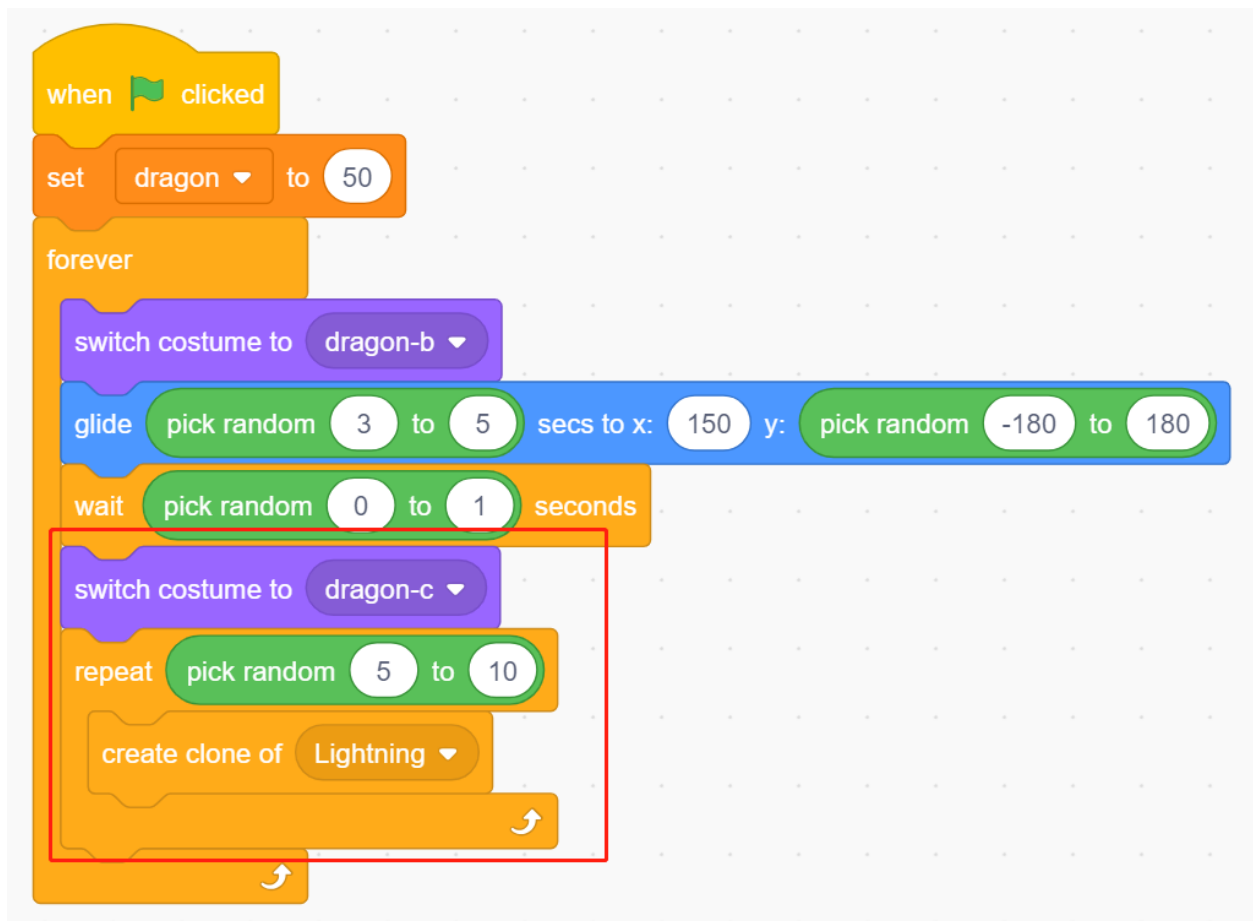 when clicked
set dragon to 50
forever
switch costume to dragon-b
glide pick random 3 to 5 secs to x: 150 y: pick random -180 to 180
wait pick random 0 to 1 seconds
switch costume to dragon-c
repeat pick random 5 to 10
create clone of Lightning